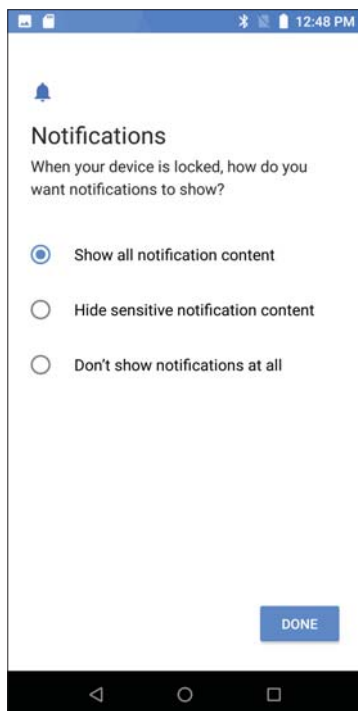 12:48 PM
Notifications
When your device is locked, how do you
want notifications to show?
Show all notification content
Hide sensitive notification content
Don't show notifications at all
DONE